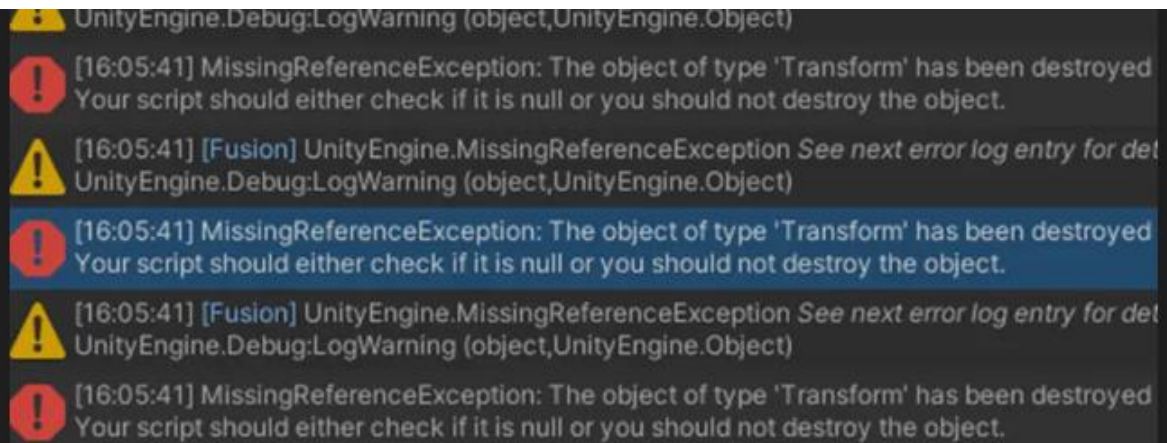 UnityEngine.Debug:LogWarning (object,UnityEngine.Object)
[16:05:41] MissingReferenceException: The object of type 'Transform' has been destroyed
Your script should either check if it is null or you should not destroy the object.
[16:05:41] [Fusion] UnityEngine.MissingReferenceException See next error log entry for det
UnityEngine.Debug:LogWarning (object,UnityEngine.Object)
[16:05:41] MissingReferenceException: The object of type 'Transform' has been destroyed
Your script should either check if it is null or you should not destroy the object.
[16:05:41] [Fusion] UnityEngine.MissingReferenceException See next error log entry for det
UnityEngine.Debug:LogWarning (object,UnityEngine.Object)
[16:05:41] MissingReferenceException: The object of type 'Transform' has been destroyed
Your script should either check if it is null or you should not destroy the object.